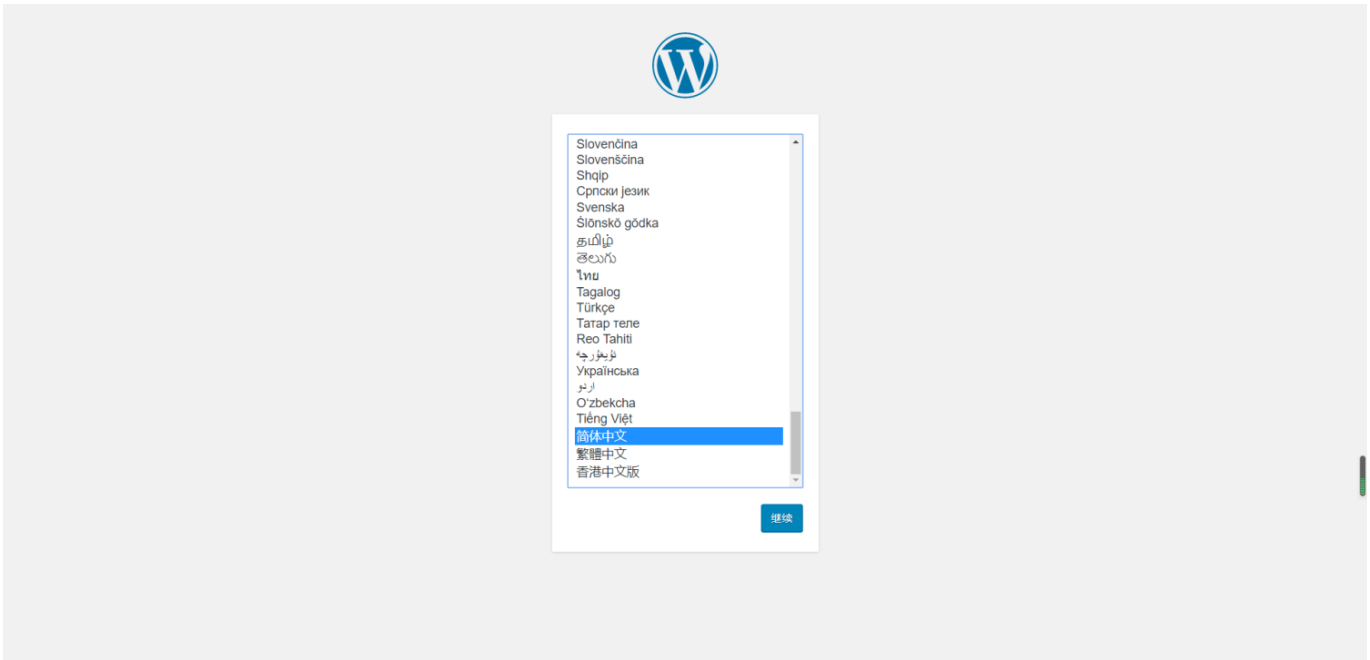 Slovenčina
Slovenščina
Shqip
Српски језик
Svenska
Ślōnskŏ gŏdka
தமிழ்
తెలుగు
ไทย
Tagalog
Türkçe
Татар теле
Reo Tahiti
ئۇيغۇرچە
Українська
اردو
O‘zbekcha
Tiếng Việt
简体中文
繁體中文
香港中文版
继续